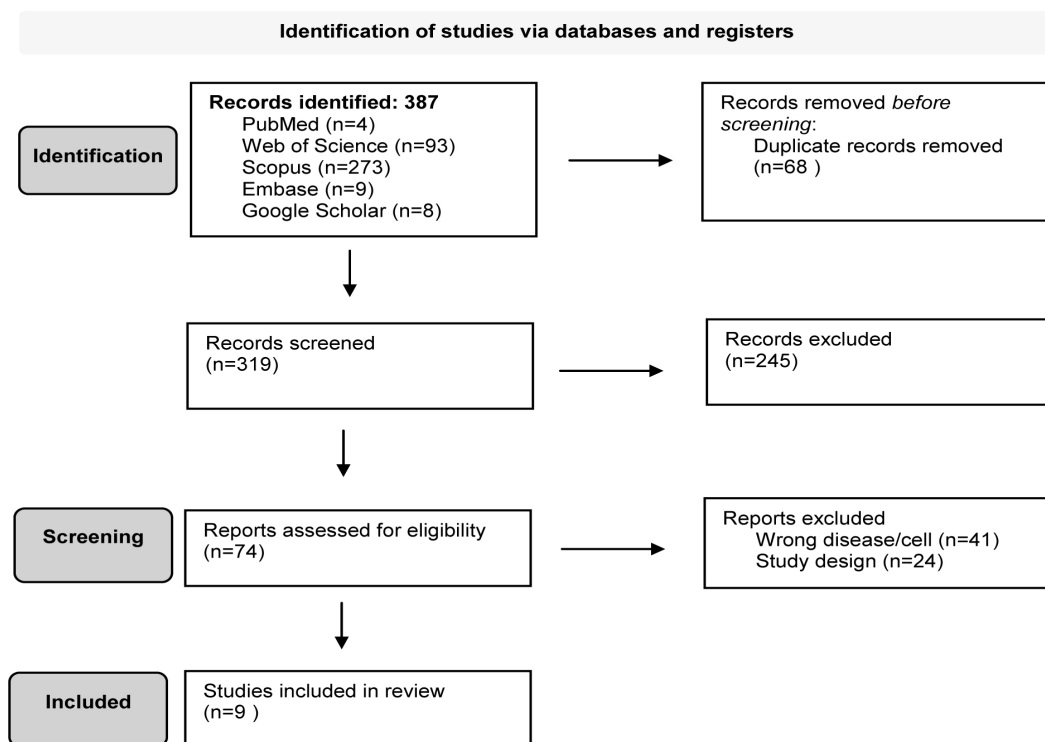 Identification of studies via databases and registers
Identification
Records identified: 387
PubMed (n=4)
Web of Science (n=93)
Scopus (n=273)
Embase (n=9)
Google Scholar (n=8)
Records removed before
screening:
Duplicate records removed
(n=68 )
Records screened
(n=319)
Records excluded
(n=245)
Screening
Reports assessed for eligibility
(n=74)
Reports excluded
Wrong disease/cell (n=41)
Study design (n=24)
Included
Studies included in review
(n=9 )